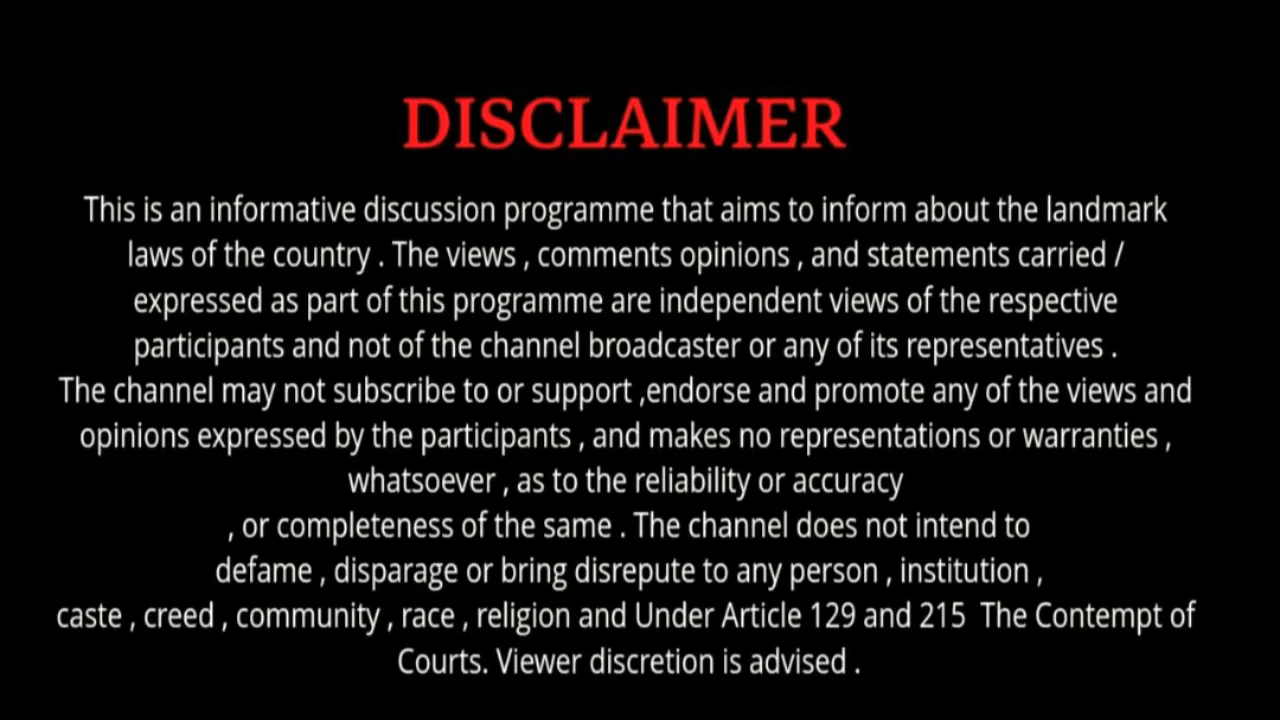 DISCLAIMER
This is an informative discussion programme that aims to inform about the landmark
laws of the country . The views , comments opinions , and statements carried /
expressed as part of this programme are independent views of the respective
participants and not of the channel broadcaster or any of its representatives .
The channel may not subscribe to or support ,endorse and promote any of the views and
opinions expressed by the participants , and makes no representations or warranties ,
whatsoever , as to the reliability or accuracy
, or completeness of the same . The channel does not intend to
defame , disparage or bring disrepute to any person , institution ,
caste , creed , community , race , religion and Under Article 129 and 215  The Contempt of
Courts. Viewer discretion is advised .